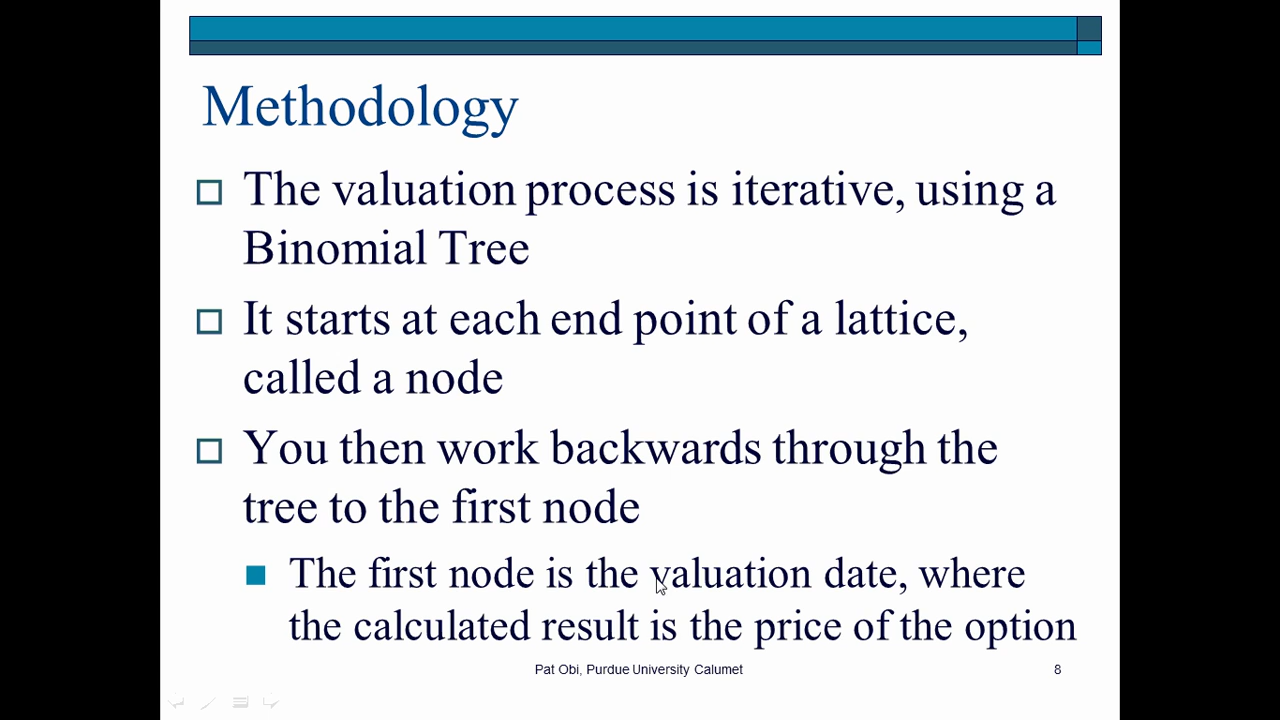 Methodology
The valuation process is iterative, using a
Binomial Tree
It starts at each end point of a lattice,
called a node
You then work backwards through the
tree to the first node
The first node is the valuation date, where
the calculated result is the price of the option
Pat Obi, Purdue University Calumet
8